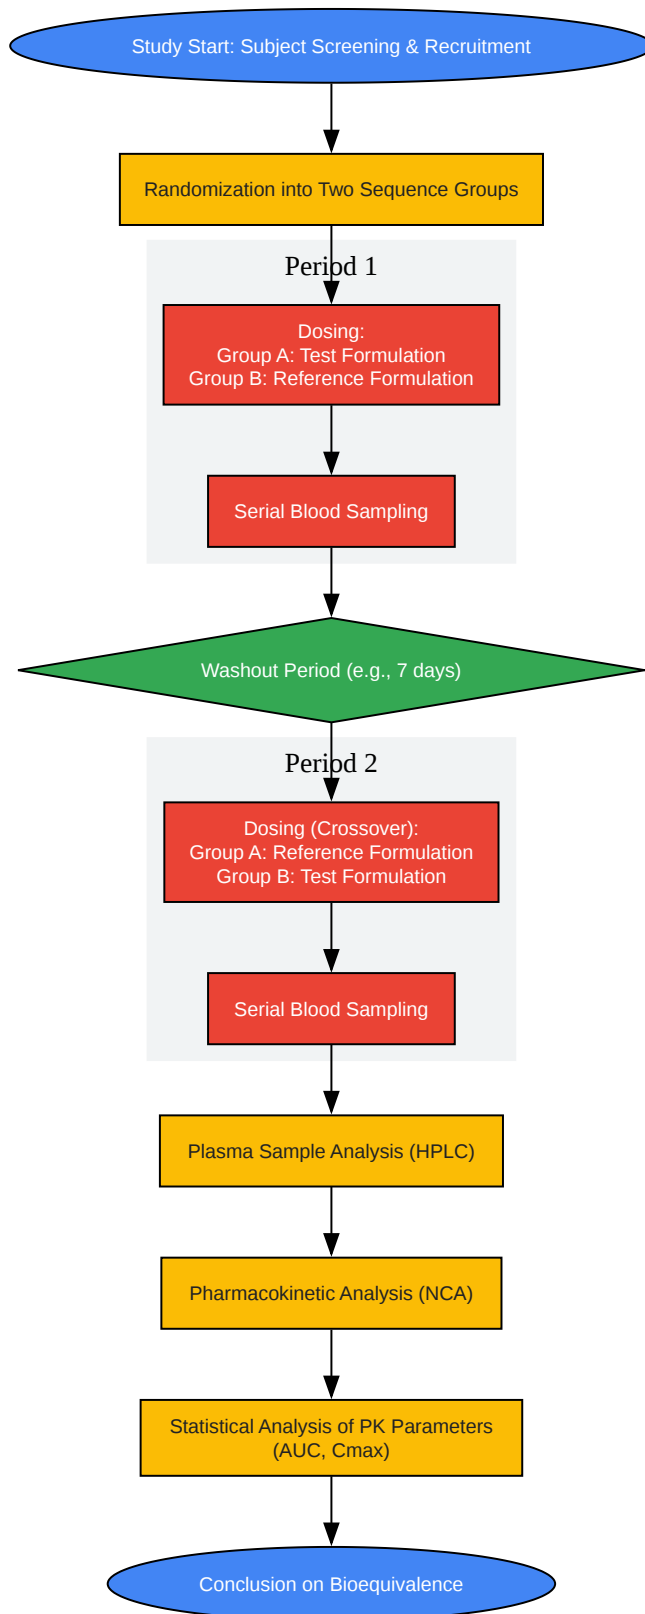 Study Start: Subject Screening & Recruitment
Randomization into Two Sequence Groups
Period 1
Dosing:
Group A: Test Formulation
Group B: Reference Formulation
Serial Blood Sampling
Washout Period (e.g., 7 days)
Period 2
Dosing (Crossover):
Group A: Reference Formulation
Group B: Test Formulation
Serial Blood Sampling
Plasma Sample Analysis (HPLC)
Pharmacokinetic Analysis (NCA)
Statistical Analysis of PK Parameters
(AUC, Cmax)
Conclusion on Bioequivalence